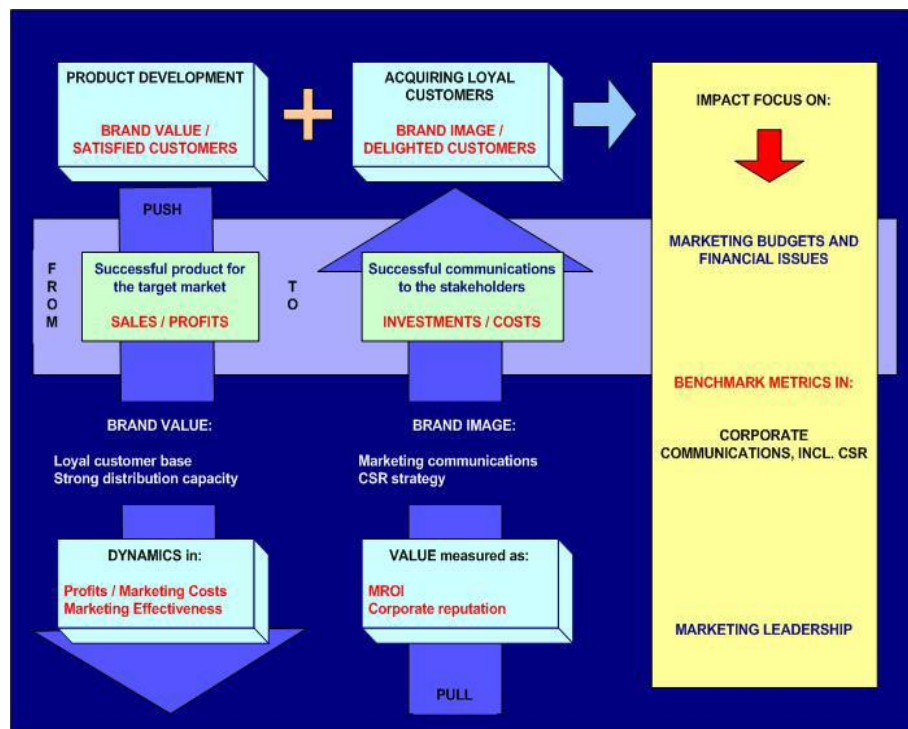 PRODUCT DEVELOPMENT
BRAND VALUE /
SATISFIED CUSTOMERS
ACQUIRING LOYAL
CUSTOMERS
BRAND IMAGE /
DELIGHTED CUSTOMERS
IMPACT FOCUS ON:
PUSH
FROM
Successful product for
the target market
SALES / PROFITS
TO
Successful communications
to the stakeholders
INVESTMENTS / COSTS
MARKETING BUDGETS AND
FINANCIAL ISSUES
BENCHMARK METRICS IN:
CORPORATE
COMMUNICATIONS, INCL. CSR
BRAND VALUE:
Loyal customer base
Strong distribution capacity
BRAND IMAGE:
Marketing communications
CSR strategy
DYNAMICS in:
Profits / Marketing Costs
Marketing Effectiveness
VALUE measured as:
MROI
Corporate reputation
MARKETING LEADERSHIP
PULL